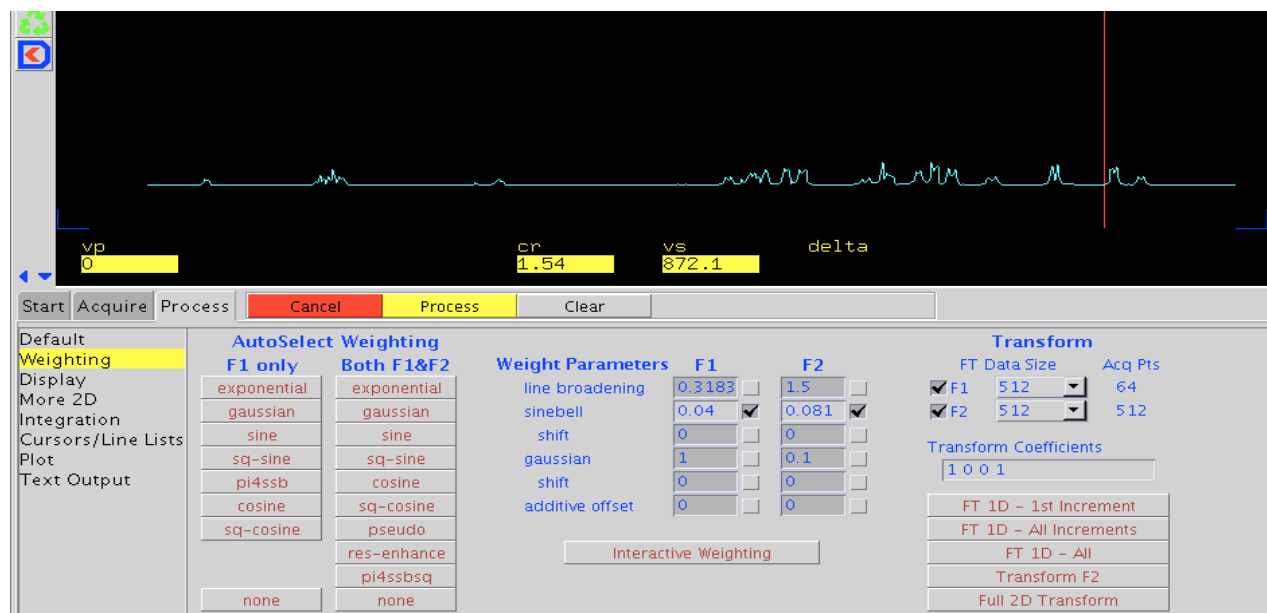 vp cr vs delta
0 1.54 872.1
Start Acquire Process Cancel Process Clear
Default
Weighting
Display
More 2D
Integration
Cursors/Line Lists
Plot
Text Output
AutoSelect Weighting
F1 only Both F1&F2
exponential exponential
gaussian gaussian
sine sine
sq-sine sq-sine
pi4ssb cosine
cosine sq-cosine
sq-cosine pseudo
res-enhance
pi4ssbsq
none none
Weight Parameters F1 F2
line broadening 0.3183 1.5
sinebell 0.04 0.081
shift 0 0
gaussian 1 0.1
shift 0 0
additive offset 0 0
Interactive Weighting
Transform
FT Data Size Acq Pts
F1 512 64
F2 512 512
Transform Coefficients
1 0 0 1
FT 1D - 1st Increment
FT 1D - All Increments
FT 1D - All
Transform F2
Full 2D Transform